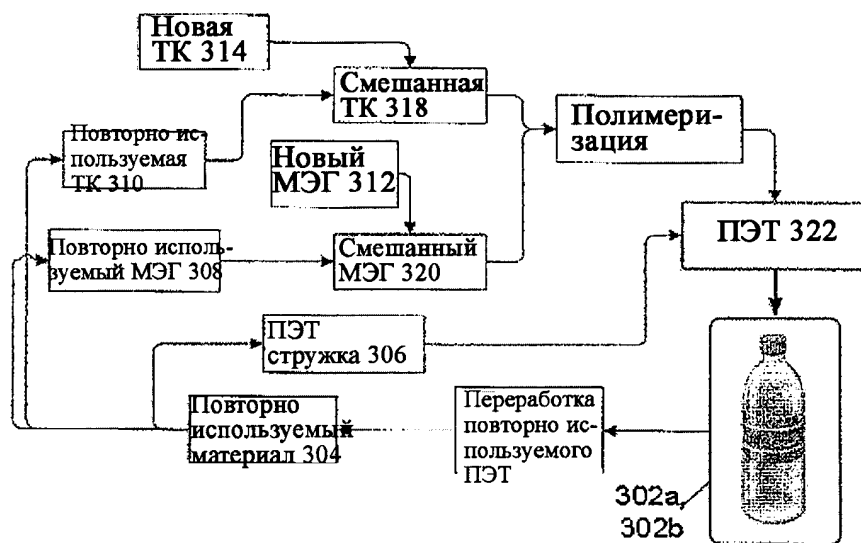 Новая
ТК 314
Смешанная
ТК 318
Полимери-
зация
Повторно ис-
пользуемая
ТК 310
Новый
МЭГ 312
ПЭТ 322
Повторно исполь-
зуемый МЭГ 308
Смешанный
МЭГ 320
ПЭТ
стружка 306
Повторно
используемый
материал 304
Переработка
повторно ис-
пользуемого
ПЭТ
302a,
302b